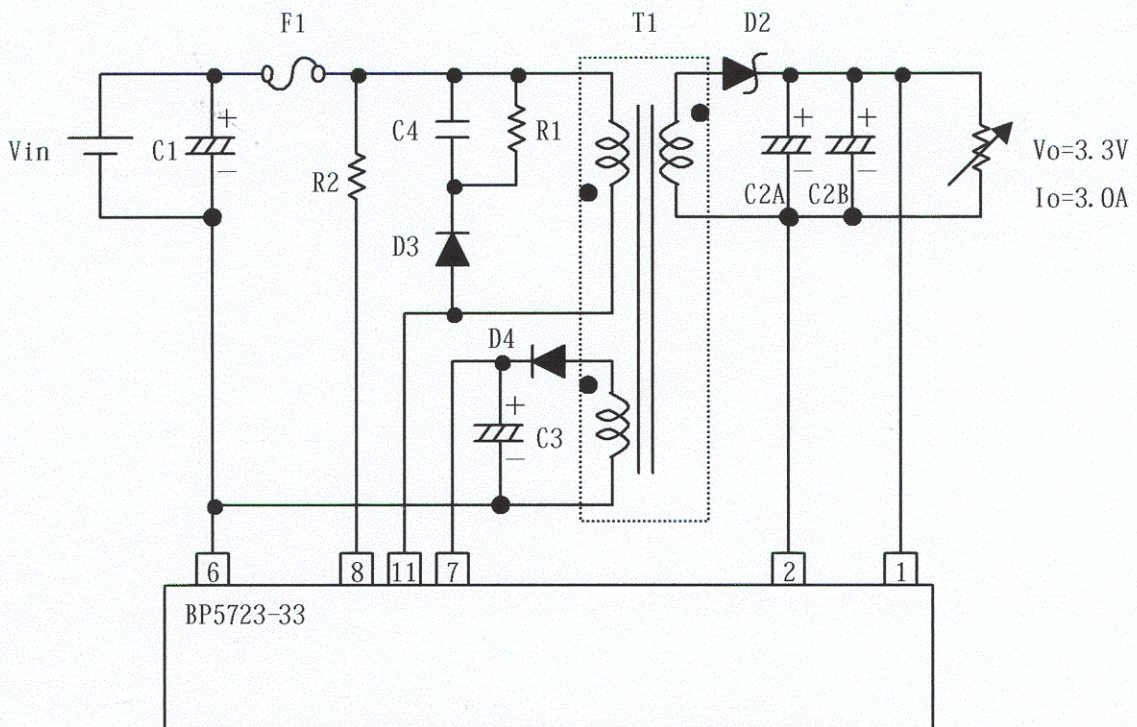 F1
T1
D2
Vin
C1
+
−
R2
C4
R1
D3
D4
+
−
C3
+
−
C2A
+
−
C2B
Vo=3.3V
Io=3.0A
6
8
11
7
2
1
BP5723-33